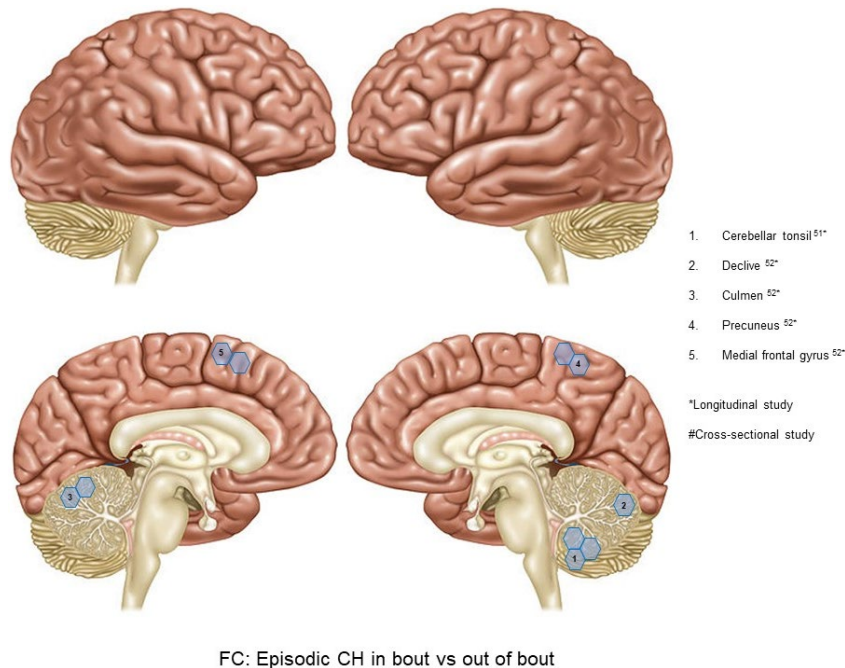 1. Cerebellar tonsil 51*
2. Declive 52*
3. Culmen 52*
4. Precuneus 52*
5. Medial frontal gyrus 52*
*Longitudinal study
#Cross-sectional study
5
4
3
2
1
FC: Episodic CH in bout vs out of bout